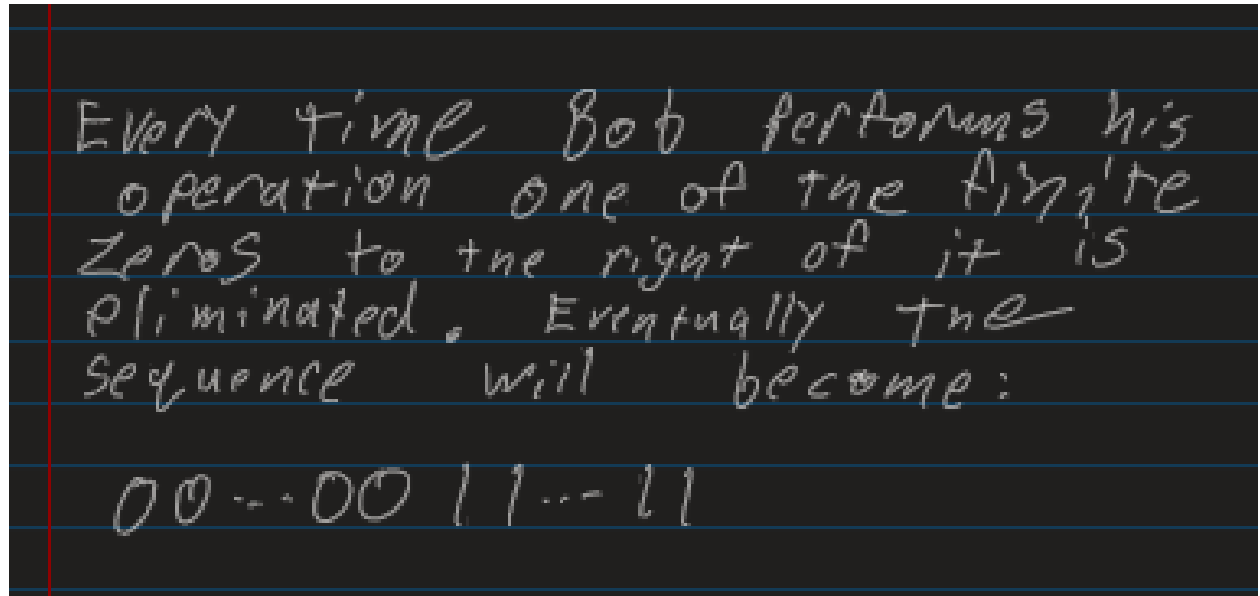 Every time Bob performs his
operation one of the finite
zeros to the right of it is
eliminated. Eventually the
sequence will become:
00...00 11...11